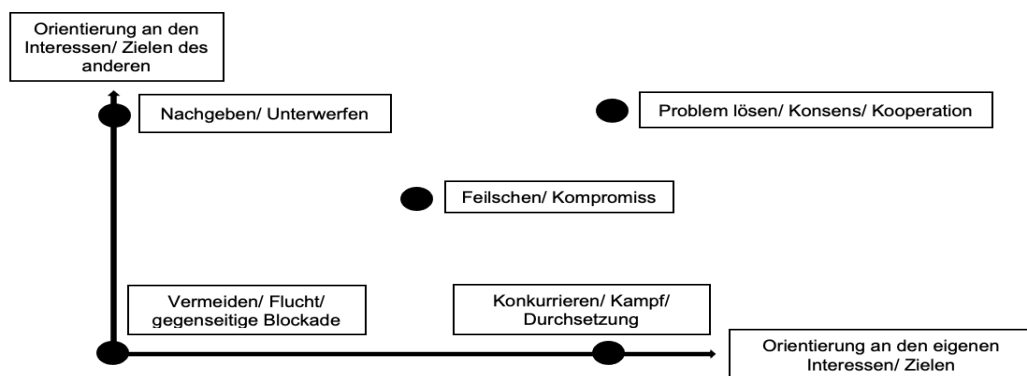 Orientierung an den
Interessen/ Zielen des
anderen
Nachgeben/ Unterwerfen
Problem lösen/ Konsens/ Kooperation
Feilschen/ Kompromiss
Vermeiden/ Flucht/
gegenseitige Blockade
Konkurrieren/ Kampf/
Durchsetzung
Orientierung an den eigenen
Interessen/ Zielen